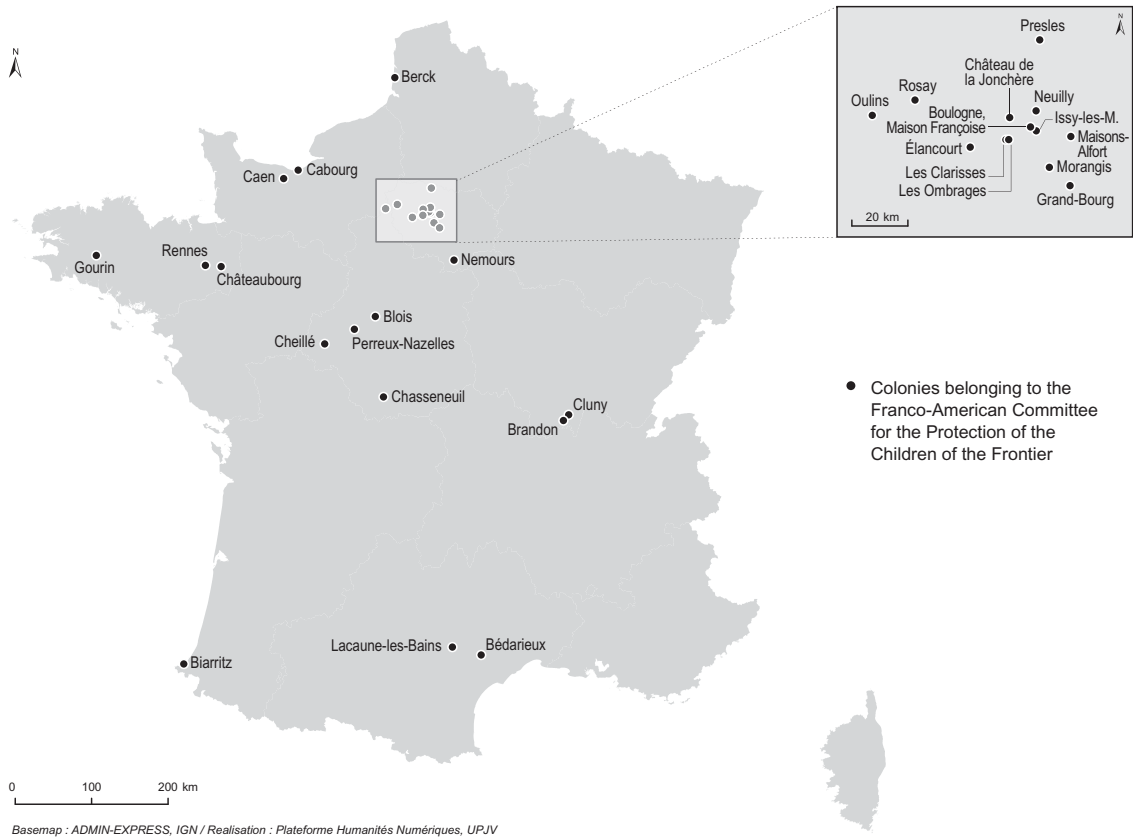 N
Berck
Caen
Cabourg
Gourin
Rennes
Châteaubourg
Nemours
Blois
Cheillé
Perreux-Nazelles
Chasseneuil
Cluny
Brandon
Lacaune-les-Bains
Bédarieux
Biarritz
N
Presles
Château de
la Jonchère
Rosay
Oulins
Neuilly
Boulogne,
Maison Françoise
Issy-les-M.
Maisons-
Alfort
Élancourt
Morangis
Les Clarisses
Les Ombrages
Grand-Bourg
20 km
Colonies belonging to the
Franco-American Committee
for the Protection of the
Children of the Frontier
0 100 200 km
Basemap : ADMIN-EXPRESS, IGN / Realisation : Plateforme Humanités Numériques, UPJV